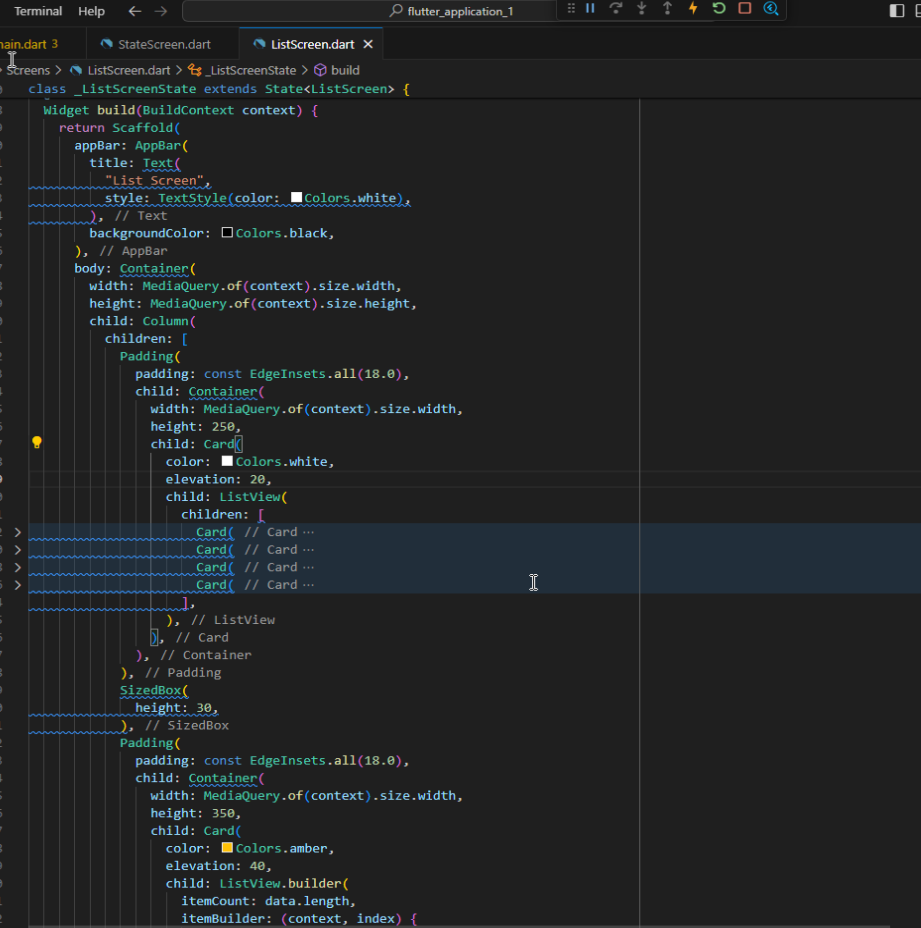 Terminal Help ← → flutter_application_1
main.dart 3 StateScreen.dart ListScreen.dart ×
Screens > ListScreen.dart > _ListScreenState > build
class _ListScreenState extends State<ListScreen> {
Widget build(BuildContext context) {
return Scaffold(
appBar: AppBar(
title: Text(
"List Screen",
style: TextStyle(color: Colors.white),
), // Text
backgroundColor: Colors.black,
), // AppBar
body: Container(
width: MediaQuery.of(context).size.width,
height: MediaQuery.of(context).size.height,
child: Column(
children: [
Padding(
padding: const EdgeInsets.all(18.0),
child: Container(
width: MediaQuery.of(context).size.width,
height: 250,
child: Card(
color: Colors.white,
elevation: 20,
child: ListView(
children: [
Card( // Card ···
Card( // Card ···
Card( // Card ···
Card( // Card ···
],
), // ListView
), // Card
), // Container
), // Padding
SizedBox(
height: 30,
), // SizedBox
Padding(
padding: const EdgeInsets.all(18.0),
child: Container(
width: MediaQuery.of(context).size.width,
height: 350,
child: Card(
color: Colors.amber,
elevation: 40,
child: ListView.builder(
itemCount: data.length,
itemBuilder: (context, index) {